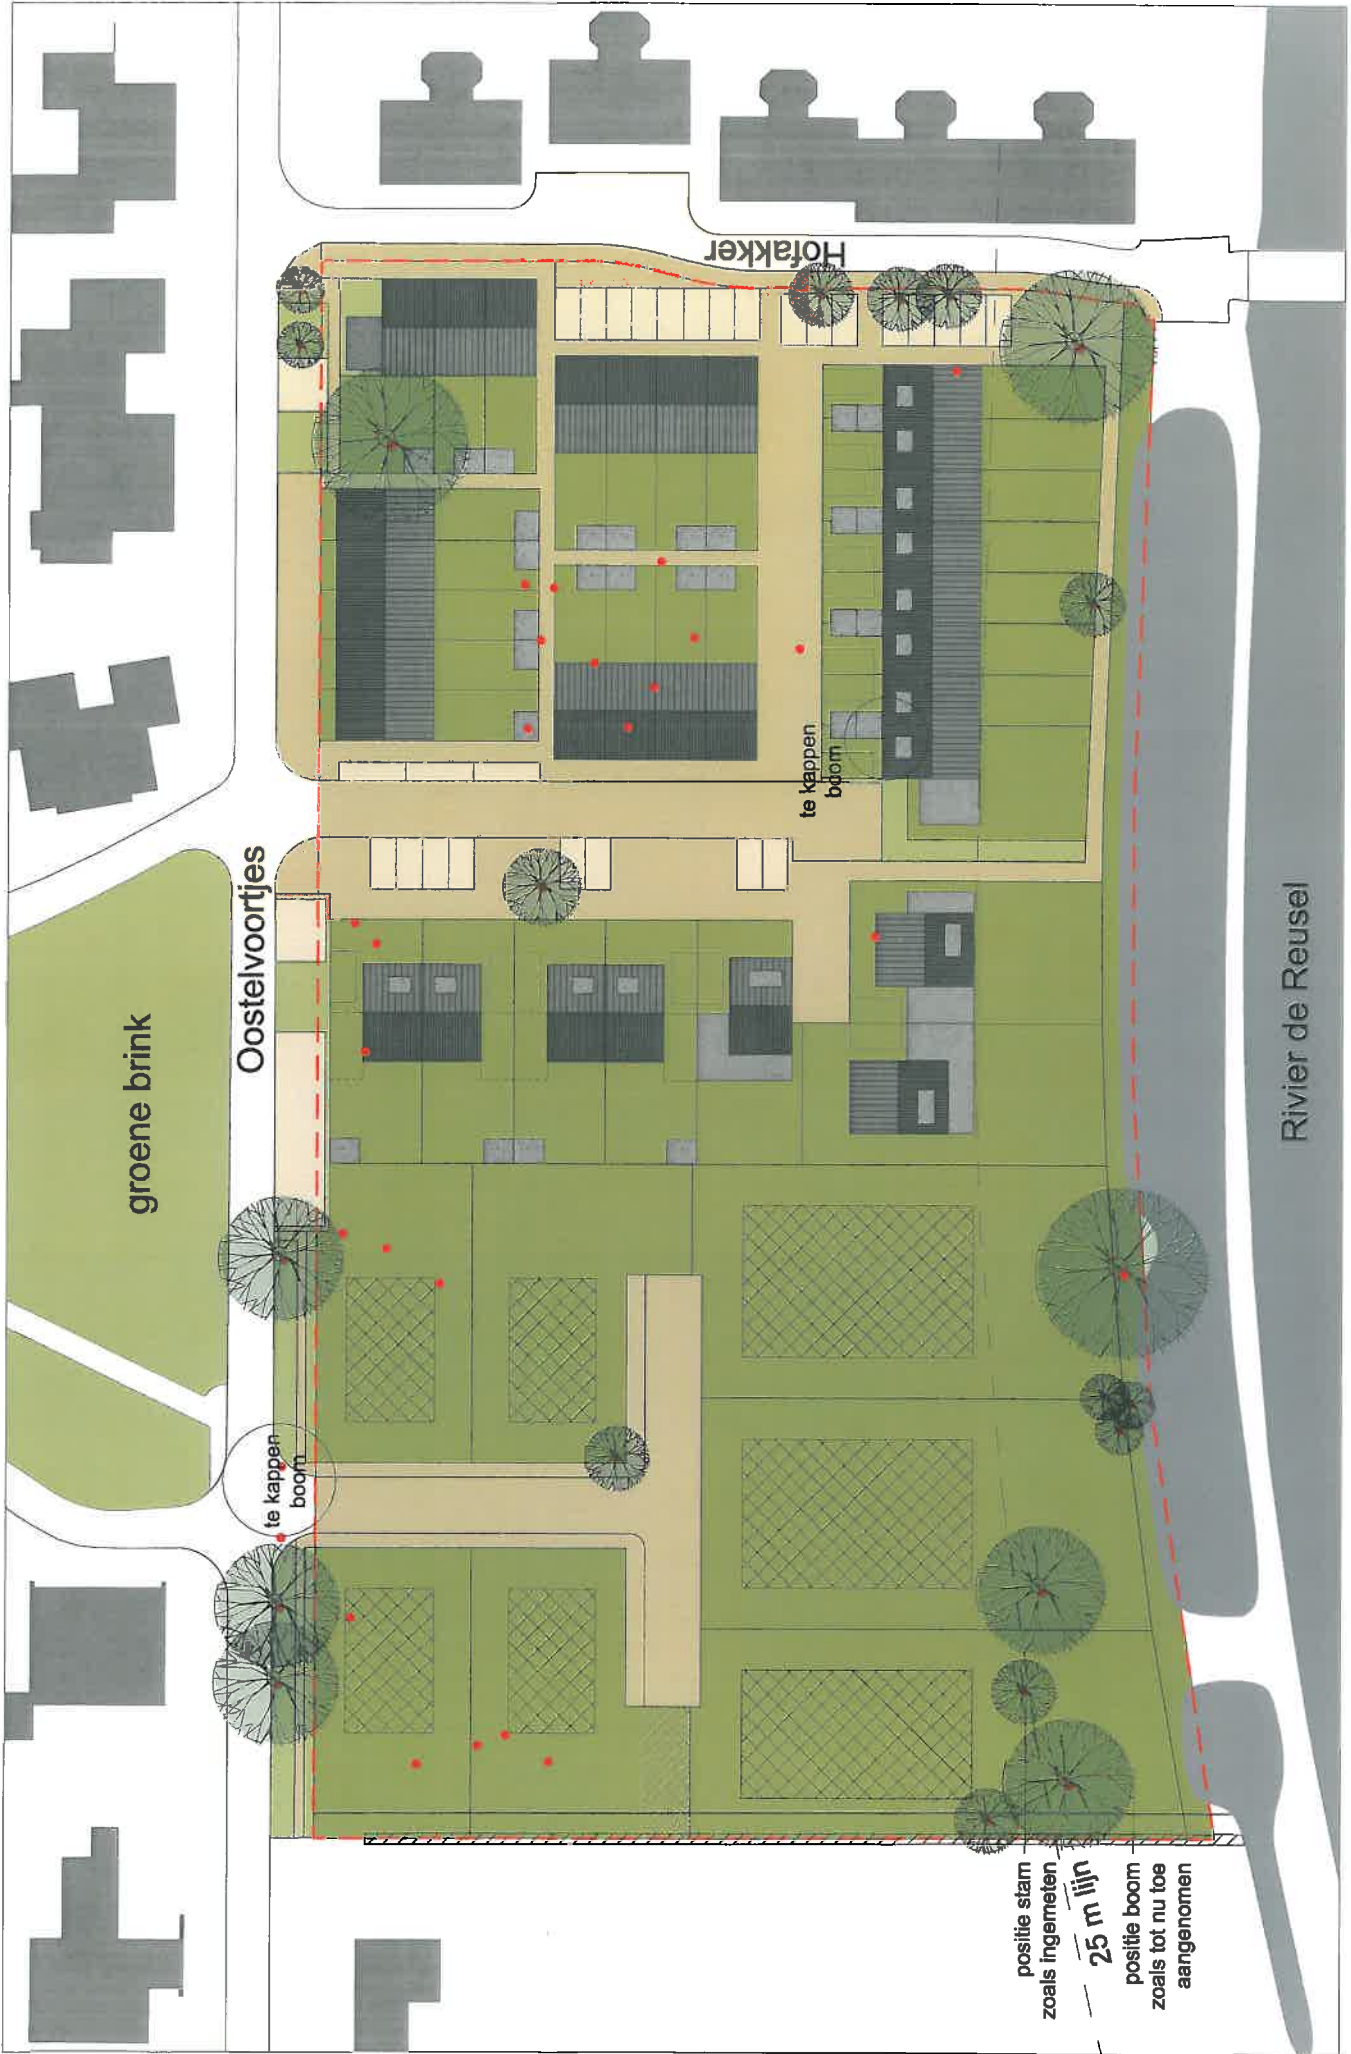 groene brink
Oostelvoortjes
Hofakker
te kappen
boom
te kappen
boom
Rivier de Reusel
positie stam
zoals ingemeten
25 m lijn
positie boom
zoals tot nu toe
aangenomen